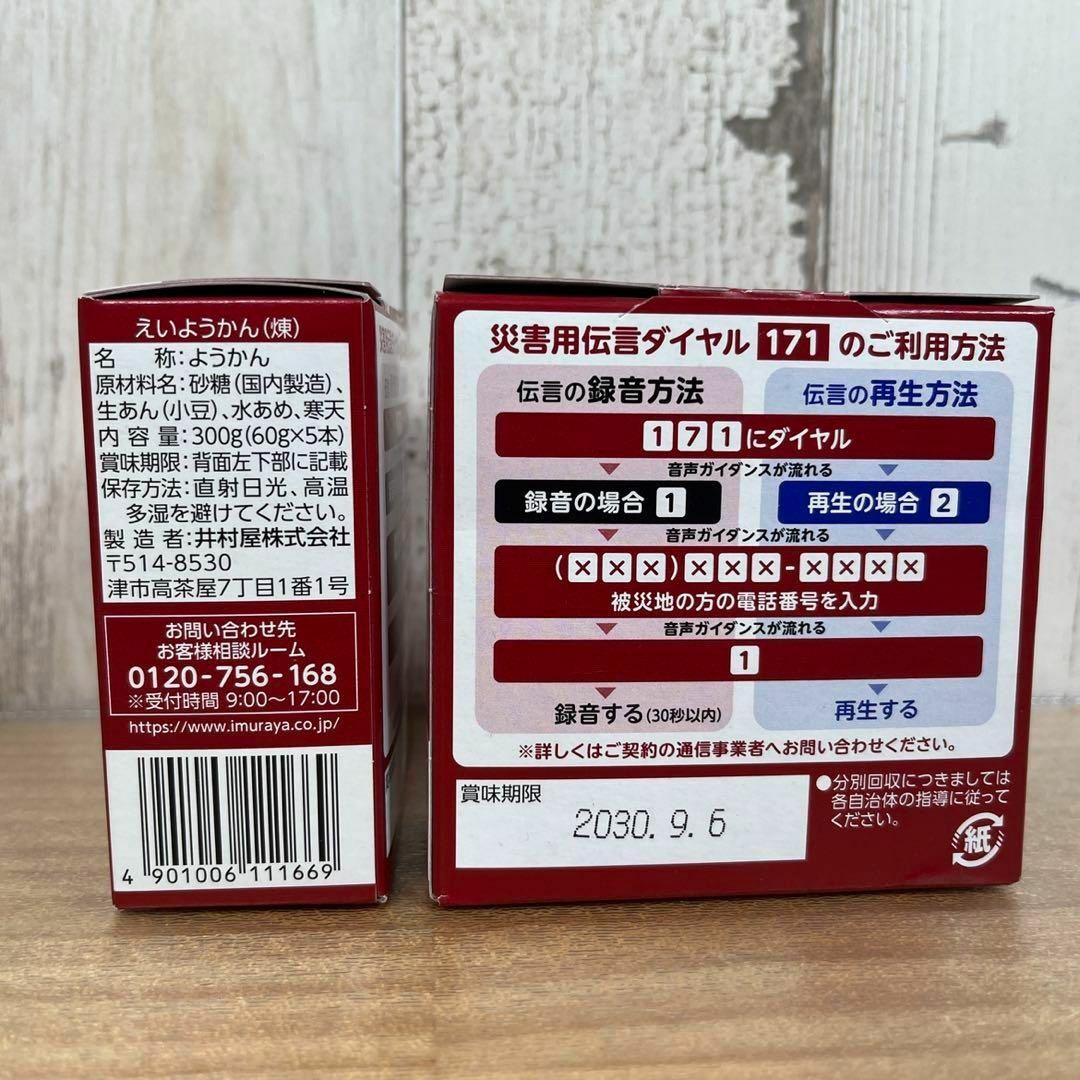 えいようかん(煉)
名 称:ようかん
原材料名:砂糖(国内製造)、
生あん(小豆)、水あめ、寒天
内 容 量:300g(60g×5本)
賞味期限:背面左下部に記載
保存方法:直射日光、高温
多湿を避けてください。
製 造 者:井村屋株式会社
〒514-8530
津市高茶屋7丁目1番1号
お問い合わせ先
お客様相談ルーム
0120-756-168
※受付時間 9:00〜17:00
https://www.imuraya.co.jp/
4 901006 111669
災害用伝言ダイヤル 171 のご利用方法
伝言の録音方法 伝言の再生方法
171にダイヤル
音声ガイダンスが流れる
録音の場合 1 再生の場合 2
音声ガイダンスが流れる
(×××)×××-××××
被災地の方の電話番号を入力
音声ガイダンスが流れる
1
録音する(30秒以内) 再生する
※詳しくはご契約の通信事業者へお問い合わせください。
賞味期限
2030.9.6
●分別回収につきましては
各自治体の指導に従って
ください。
紙